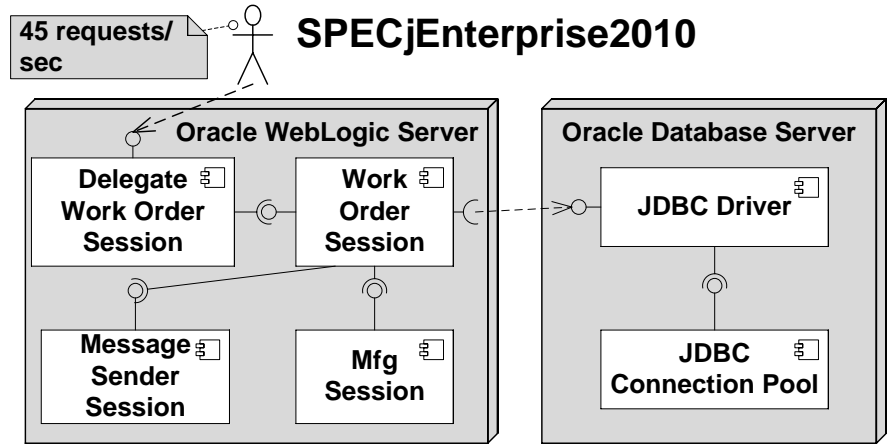 45 requests/
sec
SPECjEnterprise2010
Oracle WebLogic Server
Delegate
Work Order
Session
Work
Order
Session
Message
Sender
Session
Mfg
Session
Oracle Database Server
JDBC Driver
JDBC
Connection Pool